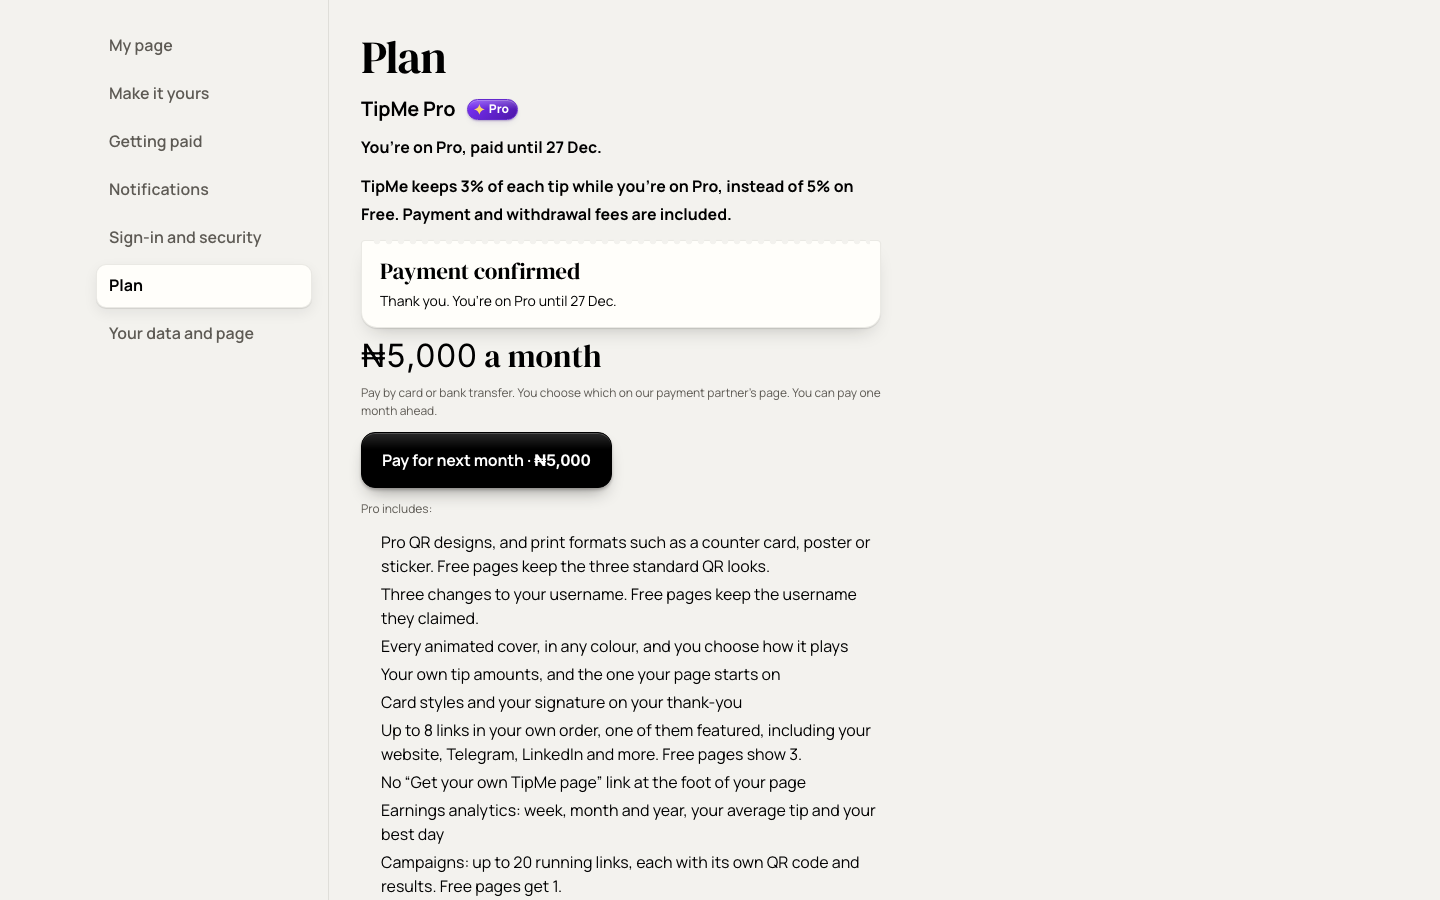 My page
Make it yours
Getting paid
Notifications
Sign-in and security
Plan
Your data and page
Plan
TipMe Pro
Pro
You’re on Pro, paid until 27 Dec.
TipMe keeps 3% of each tip while you’re on Pro, instead of 5% on
Free. Payment and withdrawal fees are included.
Payment confirmed
Thank you. You’re on Pro until 27 Dec.
₦5,000 a month
Pay by card or bank transfer. You choose which on our payment partner’s page. You can pay one
month ahead.
Pay for next month · ₦5,000
Pro includes:
Pro QR designs, and print formats such as a counter card, poster or
sticker. Free pages keep the three standard QR looks.
Three changes to your username. Free pages keep the username
they claimed.
Every animated cover, in any colour, and you choose how it plays
Your own tip amounts, and the one your page starts on
Card styles and your signature on your thank-you
Up to 8 links in your own order, one of them featured, including your
website, Telegram, LinkedIn and more. Free pages show 3.
No “Get your own TipMe page” link at the foot of your page
Earnings analytics: week, month and year, your average tip and your
best day
Campaigns: up to 20 running links, each with its own QR code and
results. Free pages get 1.